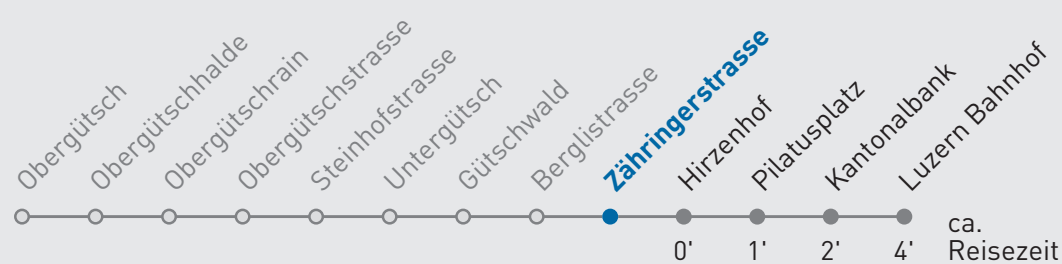 Obergütsch
Obergütschhalde
Obergütschrain
Obergütschstrasse
Steinhofstrasse
Untergütsch
Gütschwald
Berglistrasse
Zähringerstrasse
Hirzenhof
Pilatusplatz
Kantonalbank
Luzern Bahnhof
0' 1' 2' 4'
ca.
Reisezeit